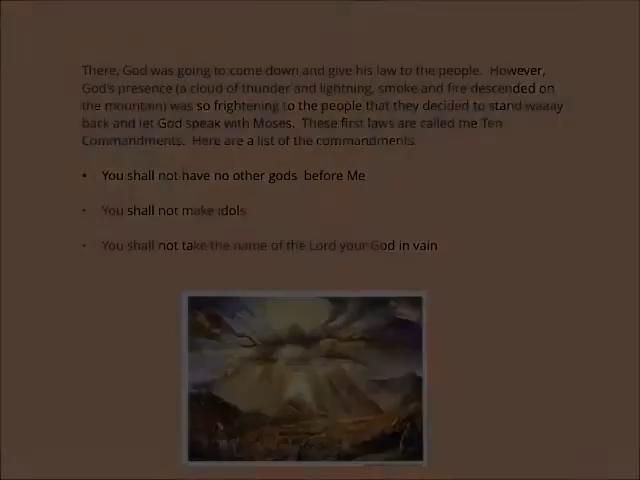 There, God was going to come down and give his law to the people. However,
God's presence (a cloud of thunder and lightning, smoke and fire descended on
the mountain) was so frightening to the people that they decided to stand waaay
back and let God speak with Moses. These first laws are called the Ten
Commandments. Here are a list of the commandments.
• You shall not have no other gods before Me
• You shall not make idols
• You shall not take the name of the Lord your God in vain